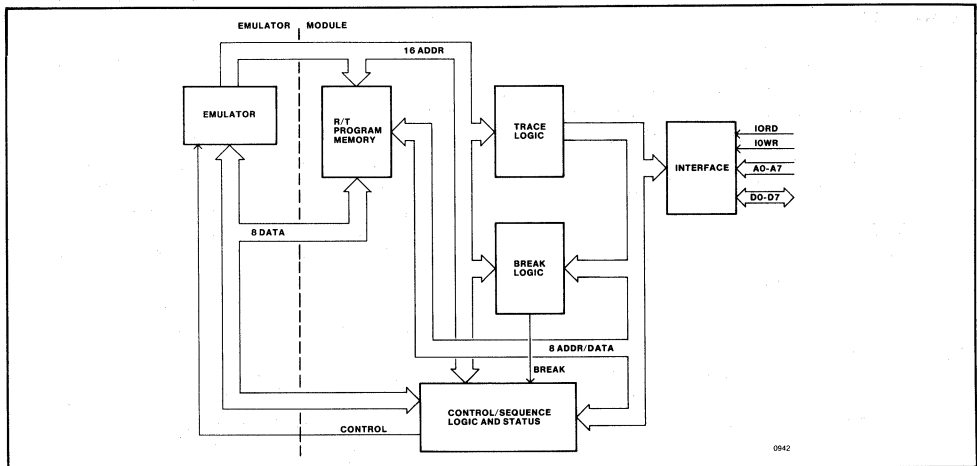 EMULATOR MODULE
16 ADDR
EMULATOR
R/T
PROGRAM
MEMORY
TRACE
LOGIC
INTERFACE
IORD
IOWR
A0-A7
D0-D7
8 DATA
BREAK
LOGIC
8 ADDR/DATA
BREAK
CONTROL/SEQUENCE
LOGIC AND STATUS
CONTROL
0942